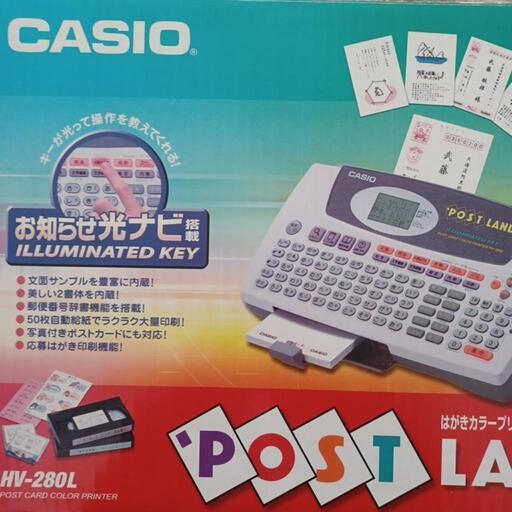 CASIO®
キーが光って操作を教えてくれる!
お知らせ光ナビ搭載
ILLUMINATED KEY
●文面サンプルを豊富に内蔵!
●美しい2書体を内蔵!
●郵便番号辞書機能を搭載!
●50枚自動給紙でラクラク大量印刷!
●写真付きポストカードにも対応!
●応募はがき印刷機能!
武藤
CASIO
'POST LAND
ILLUMINATED KEY
CASIO CASIO
はがきカラープリ
'POST LA
HV-280L
POST CARD COLOR PRINTER